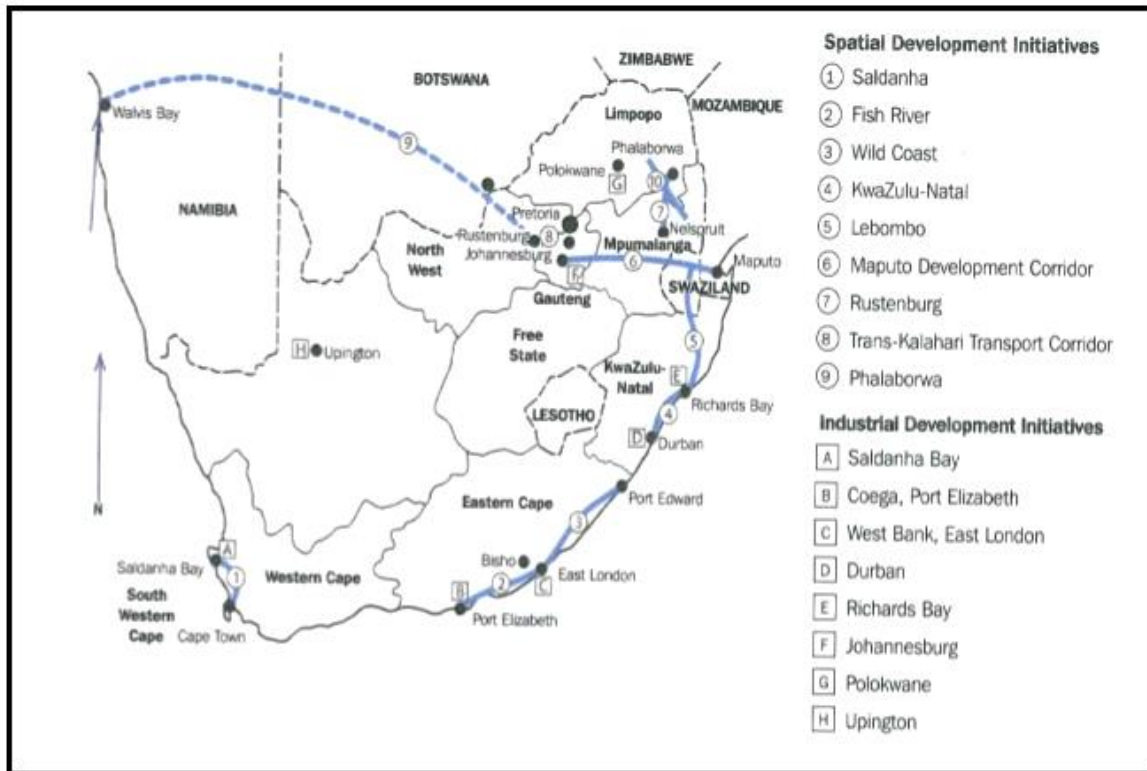 ZIMBABWE
BOTSWANA
MOZAMBIQUE
Limpopo
Walvis Bay
Phalaborwa
9
Polokwane
G
10
NAMIBIA
Pretoria
7
Nelspruit
Rustenburg
8
Mpumalanga
North
West
Johannesburg
6
Maputo
F
SWAZILAND
Gauteng
Free
State
5
H
Upington
KwaZulu-
Natal
E
LESOTHO
Richards Bay
4
D
Durban
N
Eastern Cape
Port Edward
3
A
Bisho
Saldanha Bay
East London
1
Western Cape
2
B
C
South
Western
Cape
Cape Town
Port Elizabeth
Spatial Development Initiatives
1 Saldanha
2 Fish River
3 Wild Coast
4 KwaZulu-Natal
5 Lebombo
6 Maputo Development Corridor
7 Rustenburg
8 Trans-Kalahari Transport Corridor
9 Phalaborwa
Industrial Development Initiatives
A Saldanha Bay
B Coega, Port Elizabeth
C West Bank, East London
D Durban
E Richards Bay
F Johannesburg
G Polokwane
H Upington